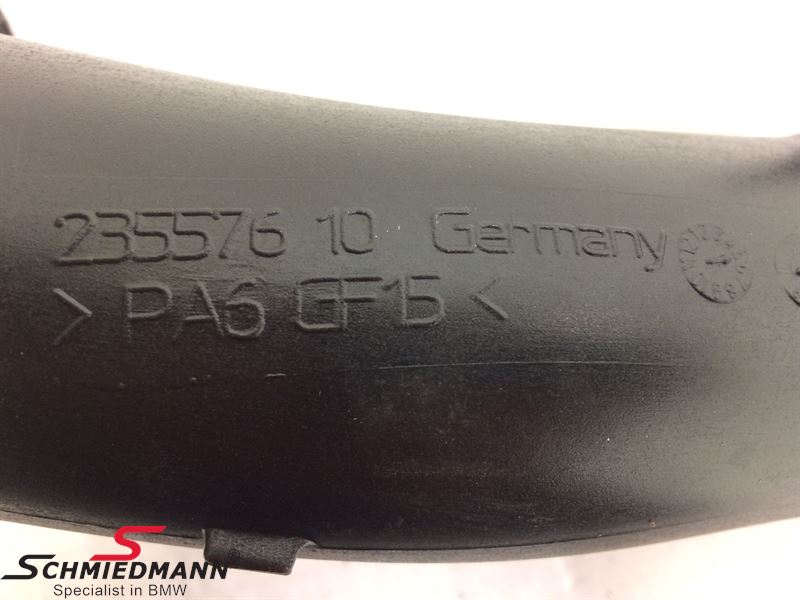 235576 10 Germany
>PA6 GF15<
SCHMIEDMANN
Specialist in BMW